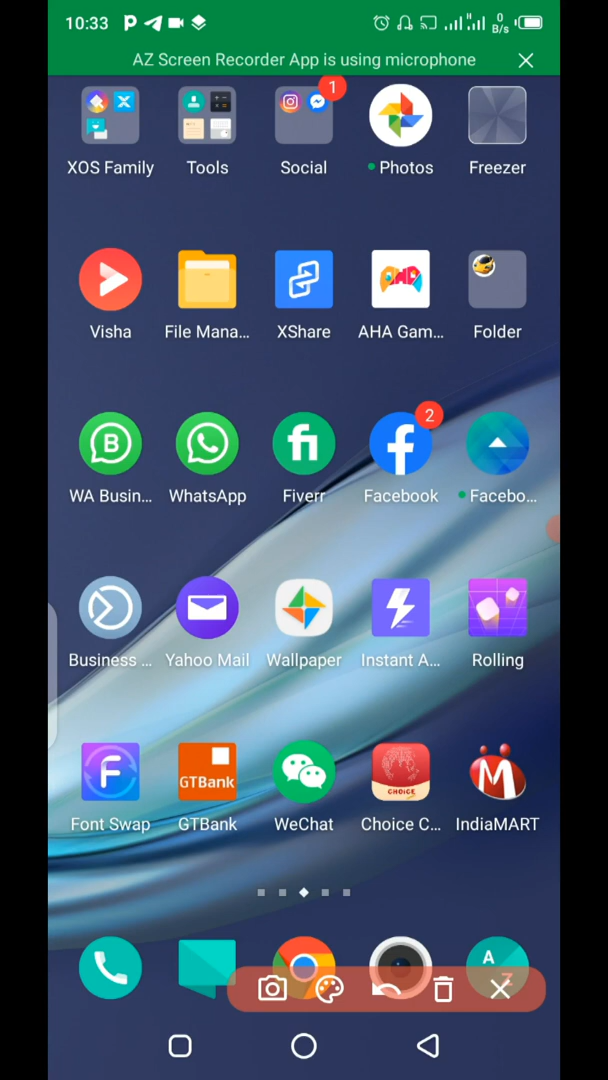 10:33
0
B/s
AZ Screen Recorder App is using microphone
1
XOS Family
Tools
Social
Photos
Freezer
Visha
File Mana...
XShare
AHA Gam...
Folder
2
WA Busin...
WhatsApp
Fiverr
Facebook
Facebo...
Business ...
Yahoo Mail
Wallpaper
Instant A...
Rolling
GTBank
CHOICE
Font Swap
GTBank
WeChat
Choice C...
IndiaMART
A
Z